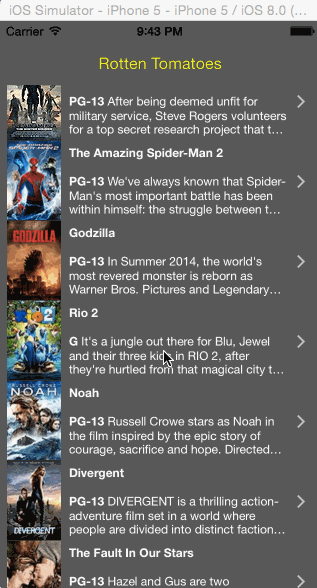 iOS Simulator - iPhone 5 - iPhone 5 / iOS 8.0 (...
Carrier 9:43 PM
Rotten Tomatoes
PG-13 After being deemed unfit for
military service, Steve Rogers volunteers
for a top secret research project that t...
The Amazing Spider-Man 2
PG-13 We've always known that Spider-
Man's most important battle has been
within himself: the struggle between t...
Godzilla
GODZILLA
PG-13 In Summer 2014, the world's
most revered monster is reborn as
Warner Bros. Pictures and Legendary...
Rio 2
RIO 2
G It's a jungle out there for Blu, Jewel
and their three kids in RIO 2, after
they're hurtled from that magical city t...
Noah
RUSSELL CROWE
NOAH
PG-13 Russell Crowe stars as Noah in
the film inspired by the epic story of
courage, sacrifice and hope. Directed...
Divergent
PG-13 DIVERGENT is a thrilling action-
adventure film set in a world where
people are divided into distinct faction...
DIVERGENT
The Fault In Our Stars
PG-13 Hazel and Gus are two